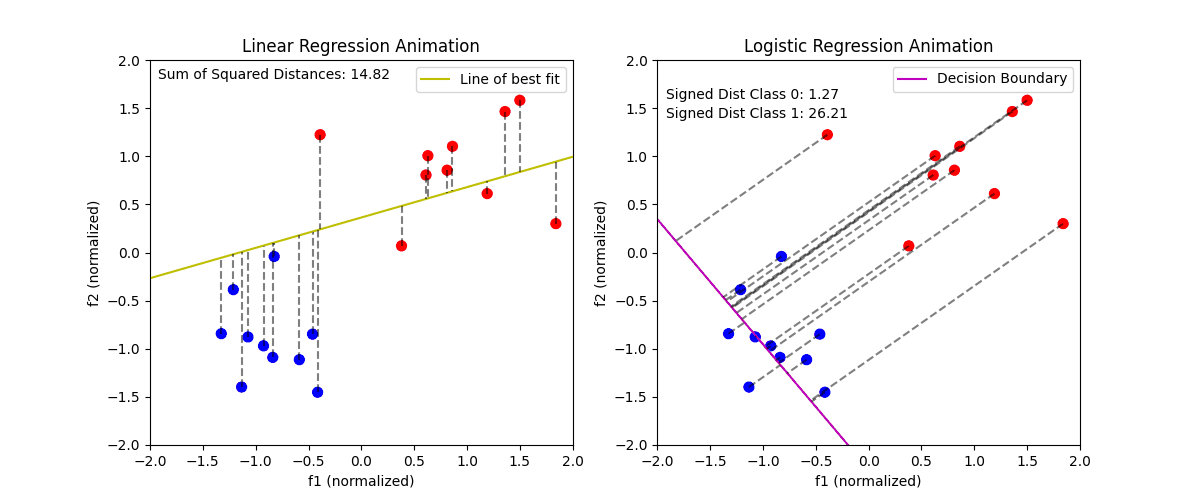 Linear Regression Animation
Sum of Squared Distances: 14.82
Line of best fit
2.0
1.5
1.0
0.5
0.0
−0.5
−1.0
−1.5
−2.0
f2 (normalized)
−2.0 −1.5 −1.0 −0.5 0.0 0.5 1.0 1.5 2.0
f1 (normalized)
Logistic Regression Animation
Decision Boundary
Signed Dist Class 0: 1.27
Signed Dist Class 1: 26.21
2.0
1.5
1.0
0.5
0.0
−0.5
−1.0
−1.5
−2.0
f2 (normalized)
−2.0 −1.5 −1.0 −0.5 0.0 0.5 1.0 1.5 2.0
f1 (normalized)